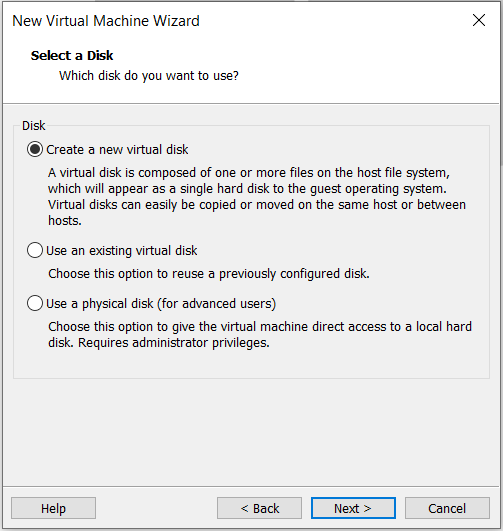 New Virtual Machine Wizard
Select a Disk
Which disk do you want to use?
Disk
Create a new virtual disk
A virtual disk is composed of one or more files on the host file system,
which will appear as a single hard disk to the guest operating system.
Virtual disks can easily be copied or moved on the same host or between
hosts.
Use an existing virtual disk
Choose this option to reuse a previously configured disk.
Use a physical disk (for advanced users)
Choose this option to give the virtual machine direct access to a local hard
disk. Requires administrator privileges.
Help
< Back
Next >
Cancel